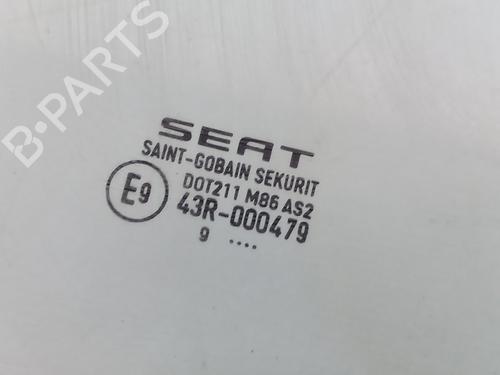 B-PARTS
SEAT
SAINT-GOBAIN SEKURIT
E9 DOT211 M86 AS2
43R-000479
9 ....